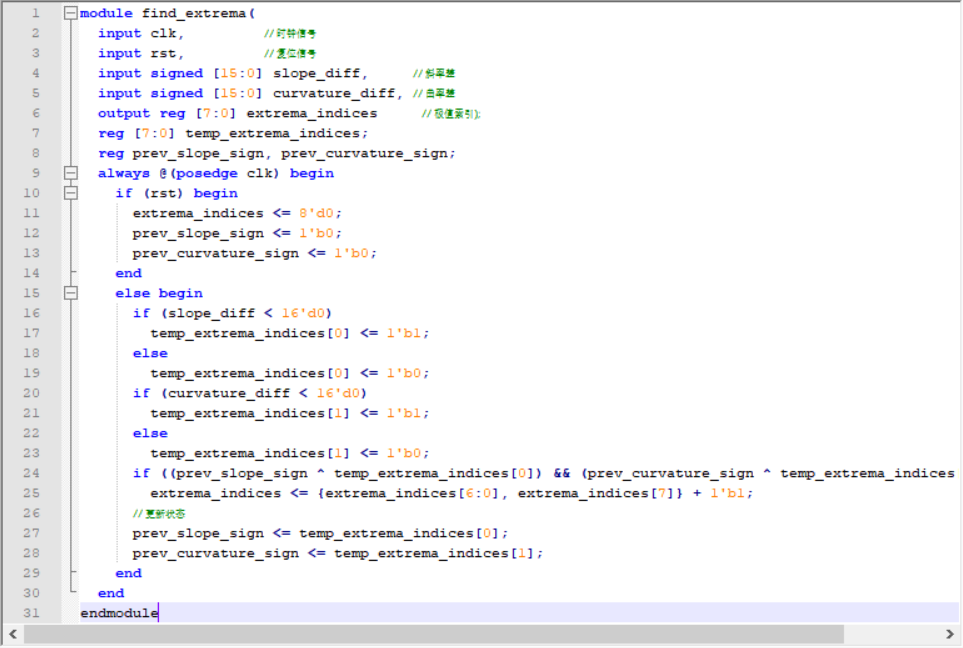 1 module find_extrema(
2 input clk, //时钟信号
3 input rst, //复位信号
4 input signed [15:0] slope_diff, //斜率差
5 input signed [15:0] curvature_diff, //曲率差
6 output reg [7:0] extrema_indices //极值索引);
7 reg [7:0] temp_extrema_indices;
8 reg prev_slope_sign, prev_curvature_sign;
9 always @(posedge clk) begin
10 if (rst) begin
11 extrema_indices <= 8'd0;
12 prev_slope_sign <= 1'b0;
13 prev_curvature_sign <= 1'b0;
14 end
15 else begin
16 if (slope_diff < 16'd0)
17 temp_extrema_indices[0] <= 1'b1;
18 else
19 temp_extrema_indices[0] <= 1'b0;
20 if (curvature_diff < 16'd0)
21 temp_extrema_indices[1] <= 1'b1;
22 else
23 temp_extrema_indices[1] <= 1'b0;
24 if ((prev_slope_sign ^ temp_extrema_indices[0]) && (prev_curvature_sign ^ temp_extrema_indices
25 extrema_indices <= {extrema_indices[6:0], extrema_indices[7]} + 1'b1;
26 //更新状态
27 prev_slope_sign <= temp_extrema_indices[0];
28 prev_curvature_sign <= temp_extrema_indices[1];
29 end
30 end
31 endmodule